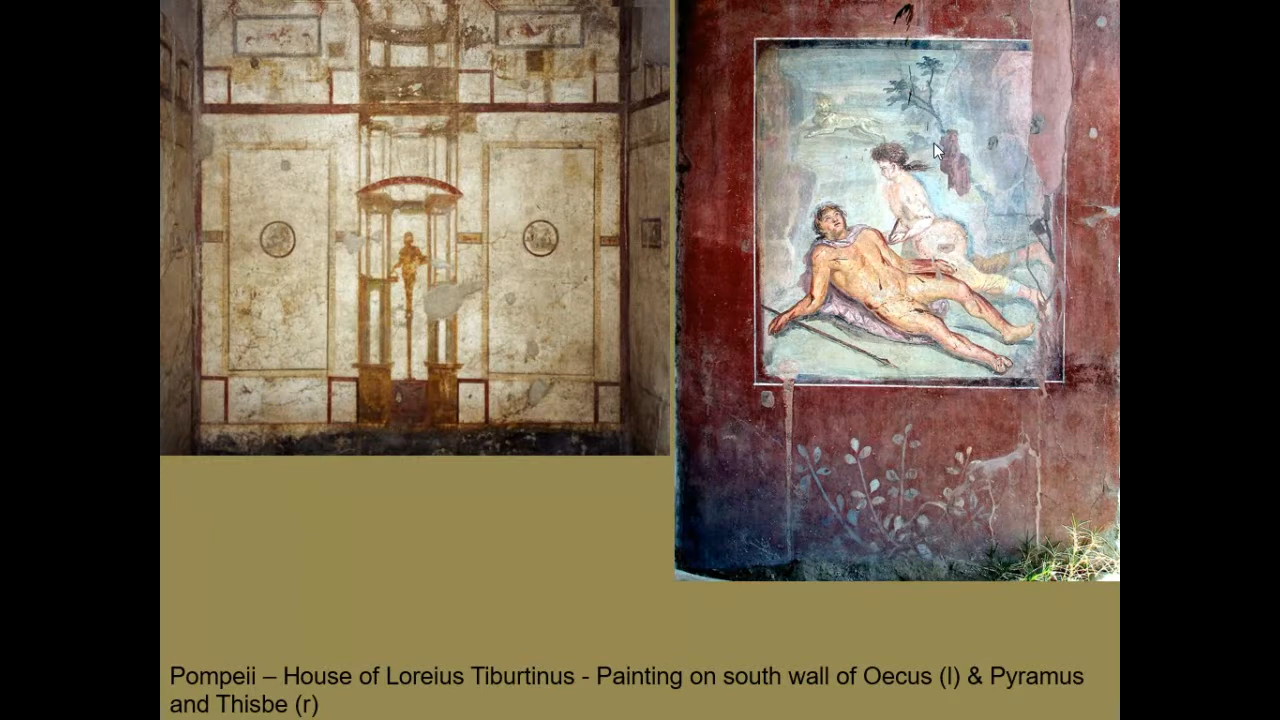 Pompeii – House of Loreius Tiburtinus - Painting on south wall of Oecus (l) & Pyramus
and Thisbe (r)